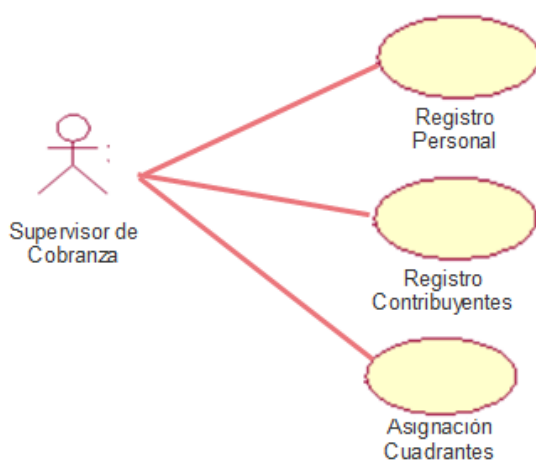 Registro
Personal
Supervisor de
Cobranza
Registro
Contribuyentes
Asignación
Cuadrantes